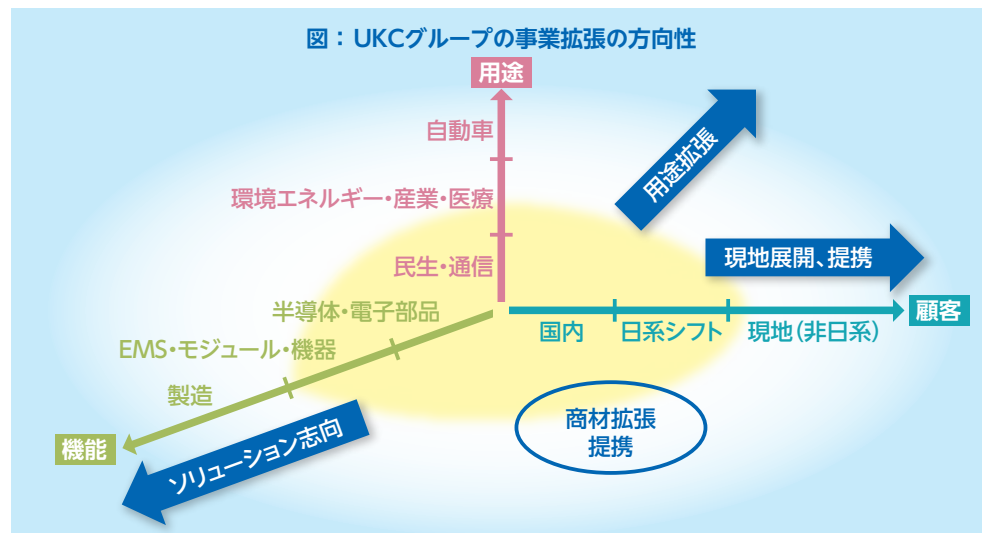 図：UKCグループの事業拡張の方向性
用途
自動車
環境エネルギー・産業・医療
民生・通信
用途拡張
現地展開、提携
顧客
国内
日系シフト
現地（非日系）
半導体・電子部品
EMS・モジュール・機器
製造
機能
ソリューション志向
商材拡張
提携